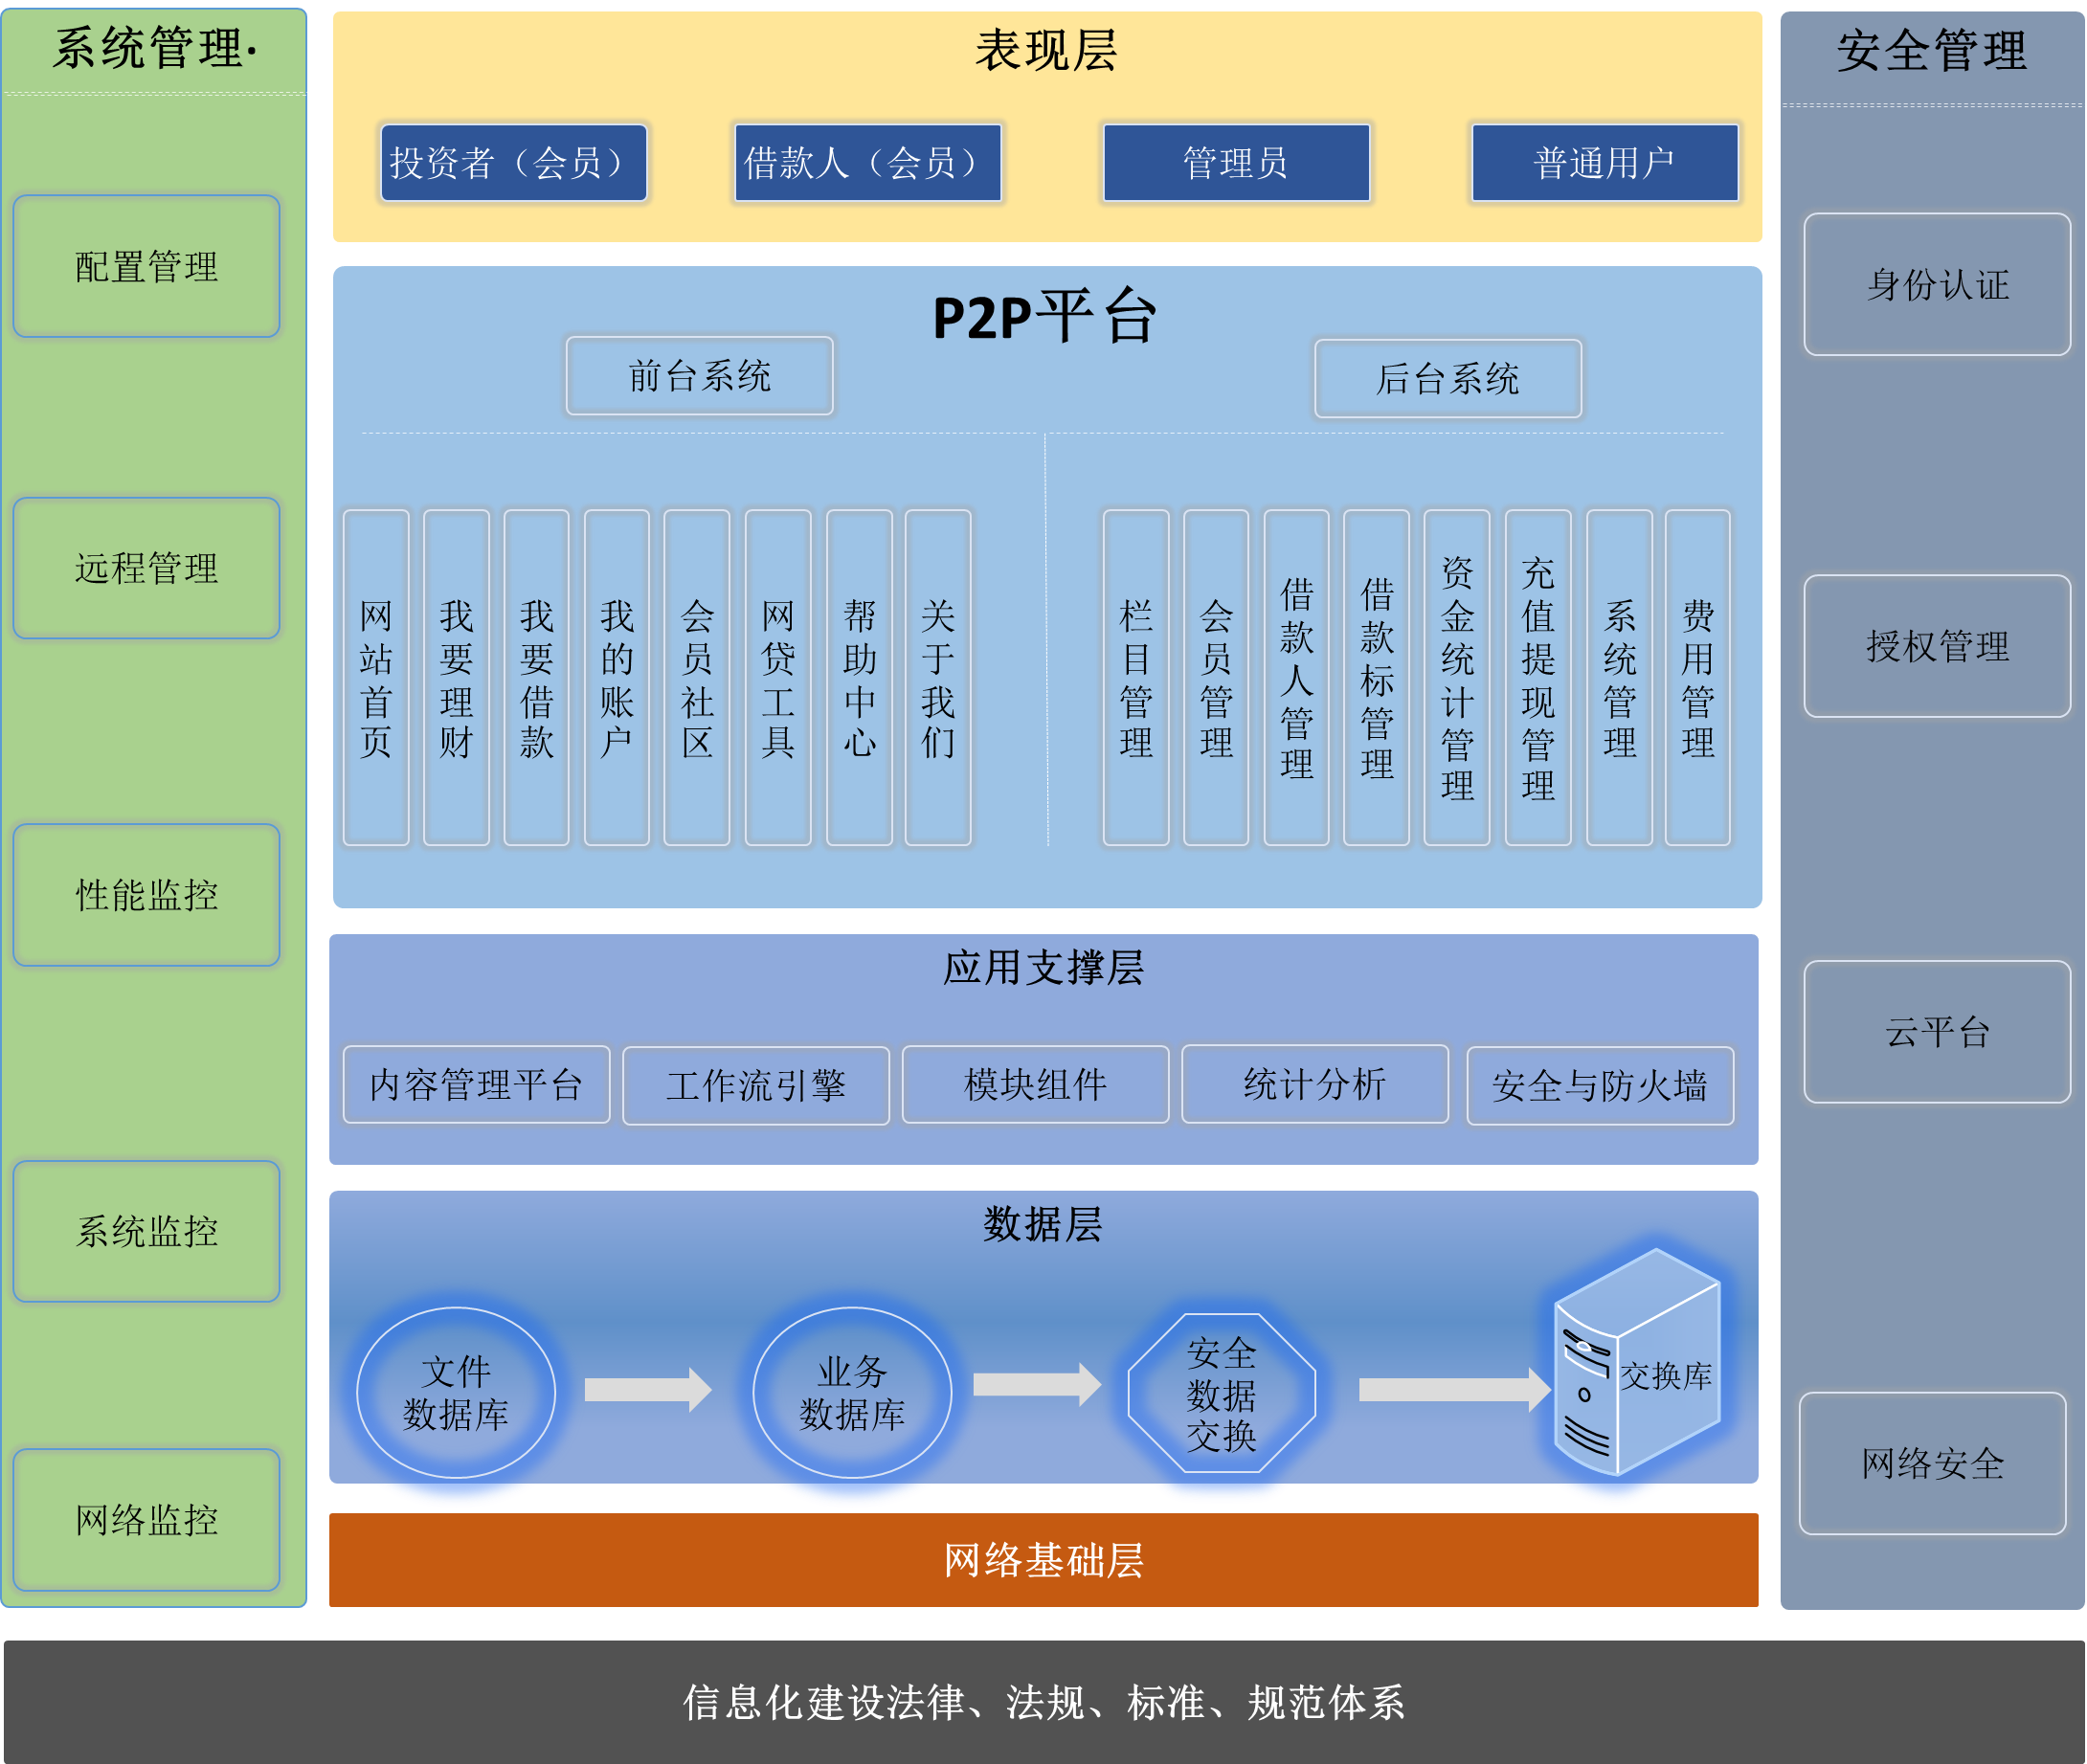 系统管理·
配置管理
远程管理
性能监控
系统监控
网络监控
表现层
投资者（会员）
借款人（会员）
管理员
普通用户
P2P平台
前台系统
后台系统
网站首页
我要理财
我要借款
我的账户
会员社区
网贷工具
帮助中心
关于我们
栏目管理
会员管理
借款人管理
借款标管理
资金统计管理
充值提现管理
系统管理
费用管理
应用支撑层
内容管理平台
工作流引擎
模块组件
统计分析
安全与防火墙
数据层
文件
数据库
业务
数据库
安全
数据
交换
交换库
网络基础层
安全管理
身份认证
授权管理
云平台
网络安全
信息化建设法律、法规、标准、规范体系